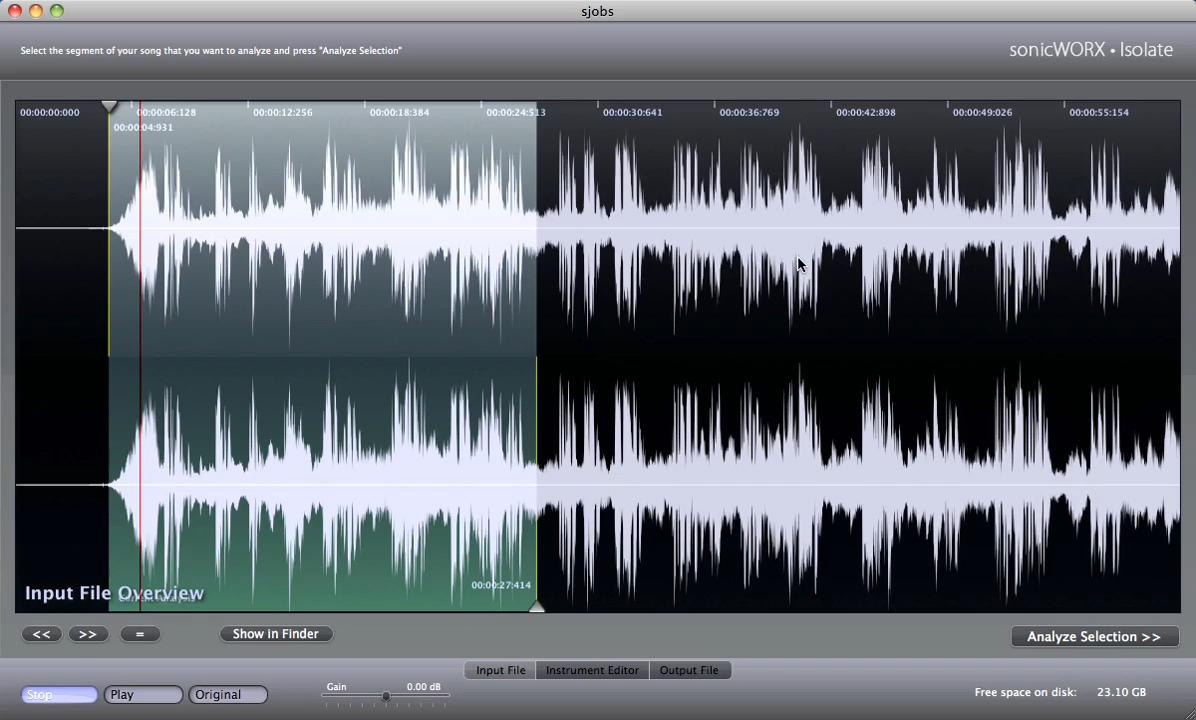 sjobs
Select the segment of your song that you want to analyze and press "Analyze Selection"
sonicWORX • Isolate
00:00:00:000 00:00:06:128 00:00:12:256 00:00:18:384 00:00:24:513 00:00:30:641 00:00:36:769 00:00:42:898 00:00:49:026 00:00:55:154
00:00:04:931
00:00:27:414
Input File Overview
<< >> = Show in Finder Analyze Selection >>
Input File Instrument Editor Output File
Stop Play Original Gain 0.00 dB Free space on disk: 23.10 GB